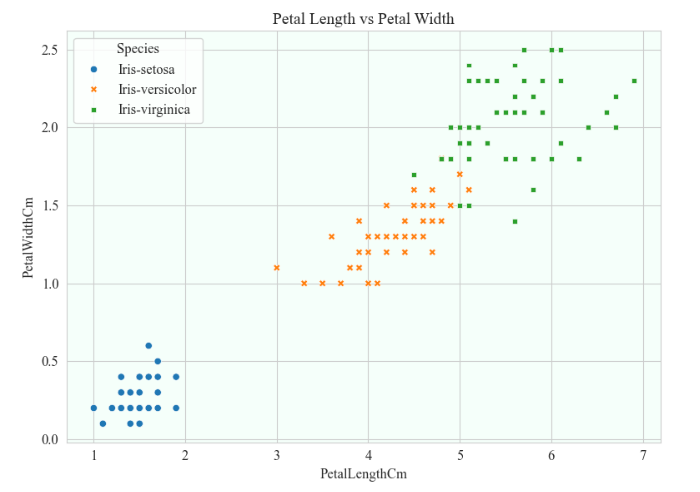 Petal Length vs Petal Width
Species
Iris-setosa
Iris-versicolor
Iris-virginica
2.5
2.0
1.5
1.0
0.5
0.0
PetalWidthCm
1 2 3 4 5 6 7
PetalLengthCm